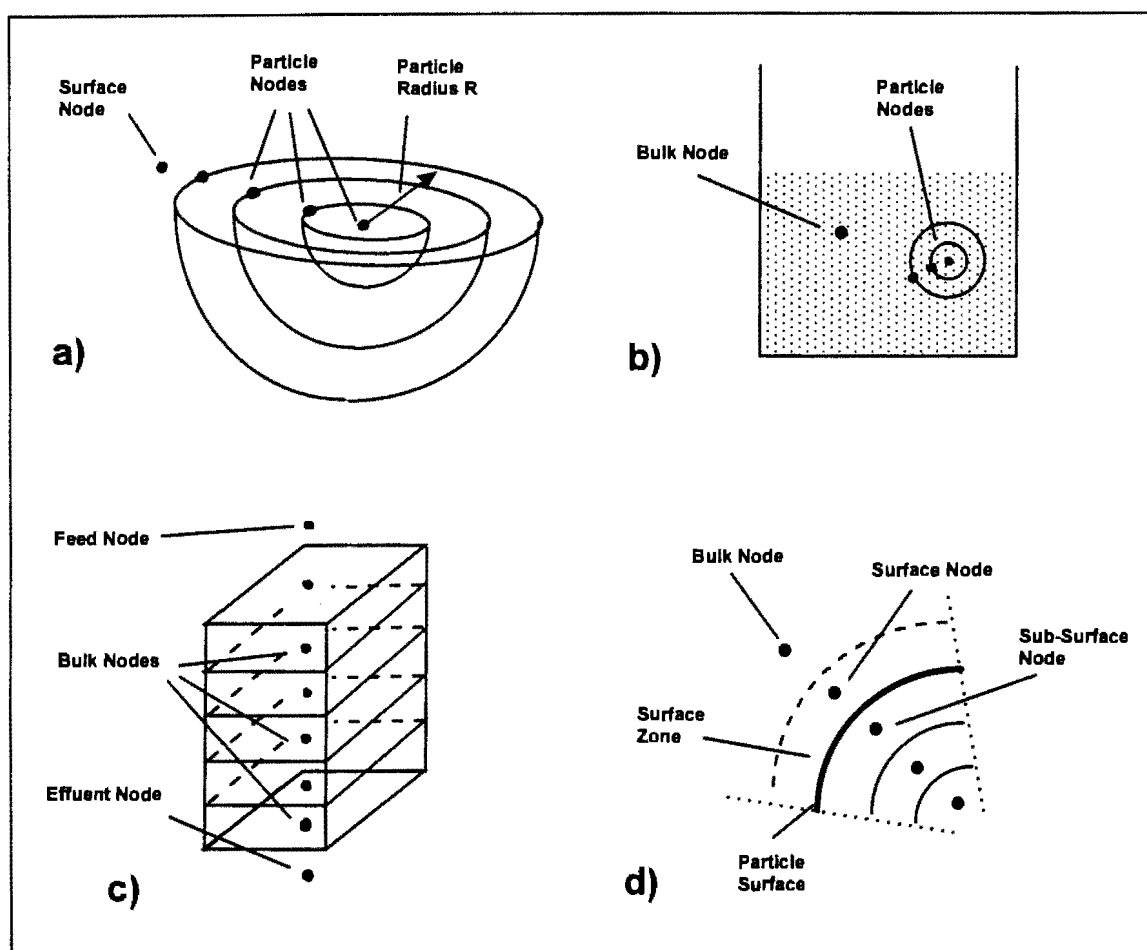 Surface
Node
Particle
Nodes
Particle
Radius R
a)
Particle
Nodes
Bulk Node
b)
Feed Node
Bulk Nodes
Effuent Node
c)
Bulk Node
Surface Node
Sub-Surface
Node
Surface
Zone
Particle
Surface
d)